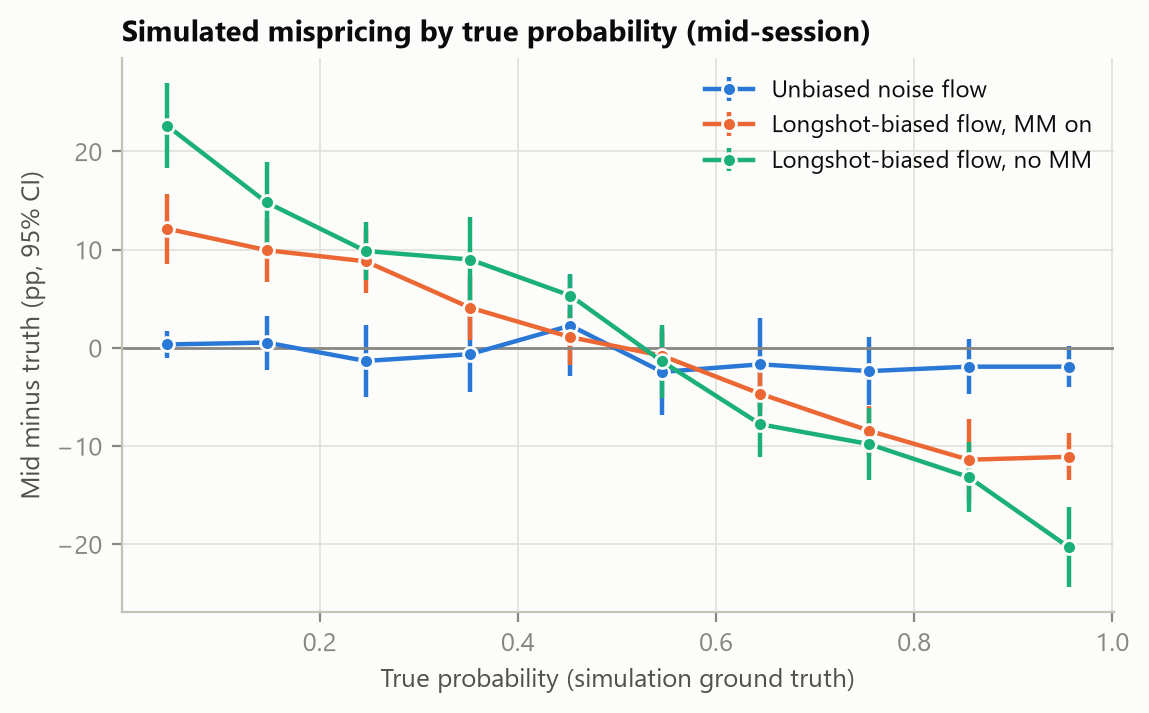 Simulated mispricing by true probability (mid-session)
Unbiased noise flow
Longshot-biased flow, MM on
Longshot-biased flow, no MM
Mid minus truth (pp, 95% CI)
20
10
0
−10
−20
0.2
0.4
0.6
0.8
1.0
True probability (simulation ground truth)